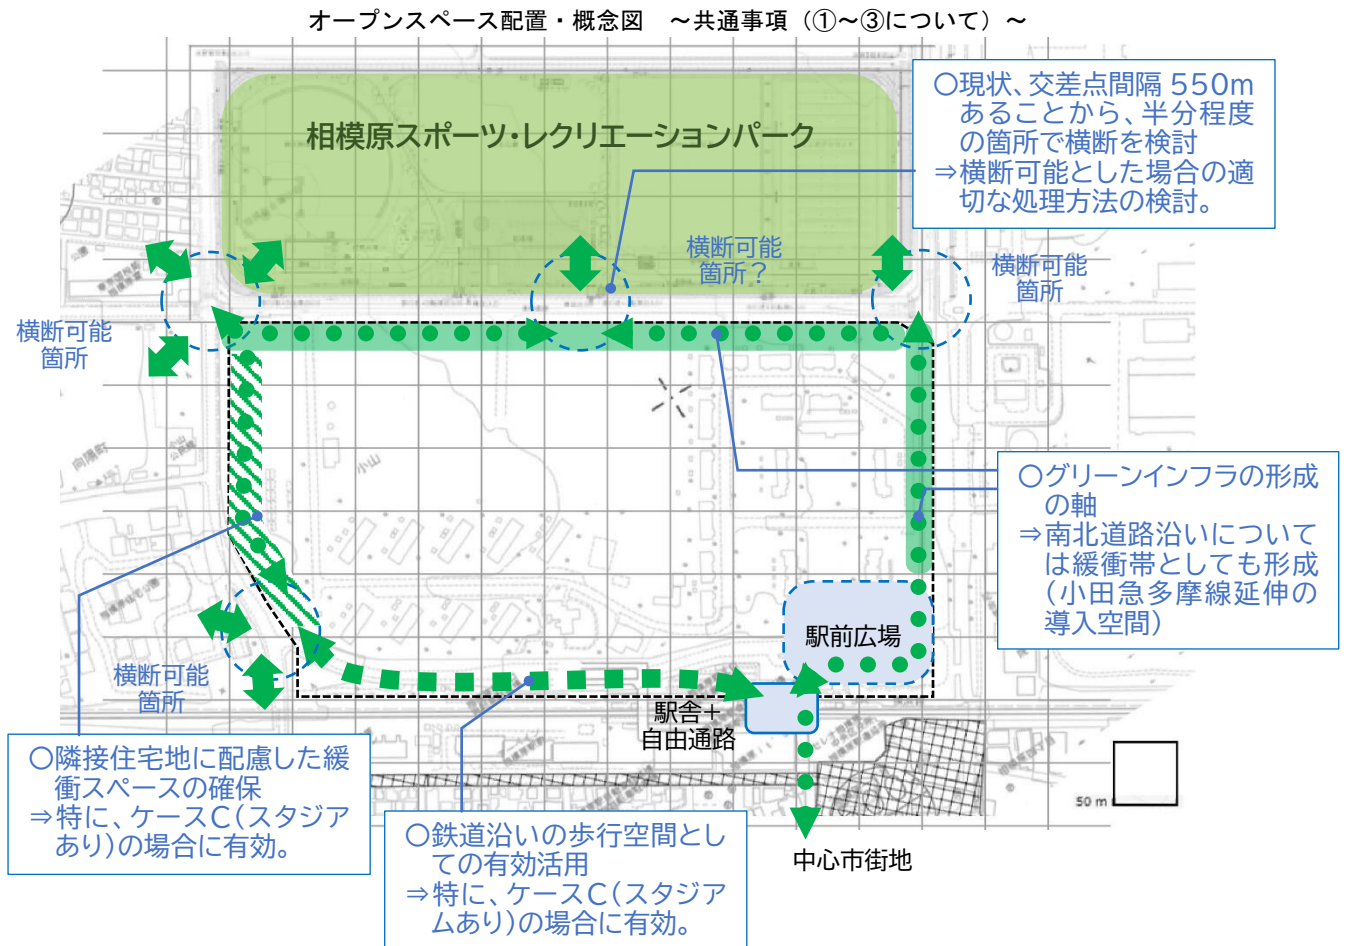 オープンスペース配置・概念図　～共通事項（①～③について）～
〇現状、交差点間隔 550m
あることから、半分程度
の箇所で横断を検討
⇒横断可能とした場合の適
切な処理方法の検討。
相模原スポーツ・レクリエーションパーク
横断可能
箇所？
横断可能
箇所
横断可能
箇所
向陽町
小山
〇グリーンインフラの形成
の軸
⇒南北道路沿いについて
は緩衝帯としても形成
（小田急多摩線延伸の
導入空間）
駅前広場
横断可能
箇所
駅舎＋
自由通路
〇隣接住宅地に配慮した緩
衝スペースの確保
⇒特に、ケースC（スタジア
あり）の場合に有効。
〇鉄道沿いの歩行空間とし
ての有効活用
⇒特に、ケースC（スタジア
ムあり）の場合に有効。
50 m
中心市街地